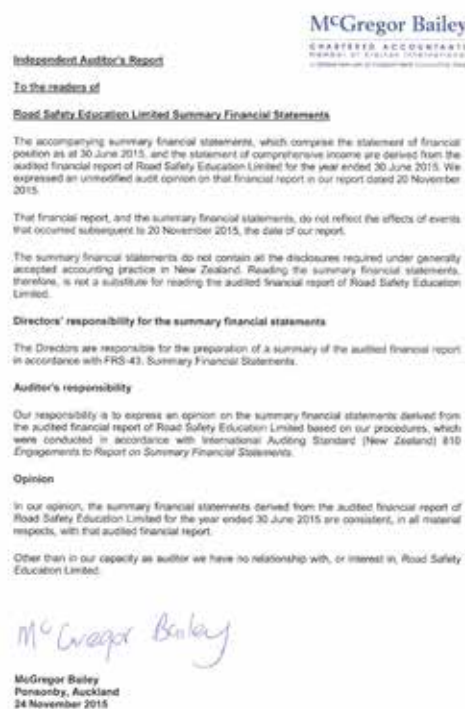 McGregor Bailey
CHARTERED ACCOUNTANTS
Independent Auditor's Report
To the readers of
Road Safety Education Limited Summary Financial Statements
The accompanying summary financial statements, which comprise the statement of financial
position as at 30 June 2015, and the statement of comprehensive income are derived from the
audited financial report of Road Safety Education Limited for the year ended 30 June 2015. We
expressed an unmodified audit opinion on that financial report in our report dated 20 November
2015.
That financial report, and the summary financial statements, do not reflect the effects of events
that occurred subsequent to 20 November 2015, the date of our report.
The summary financial statements do not contain all the disclosures required under generally
accepted accounting practice in New Zealand. Reading the summary financial statements,
therefore, is not a substitute for reading the audited financial report of Road Safety Education
Limited.
Directors' responsibility for the summary financial statements
The Directors are responsible for the preparation of a summary of the audited financial report
in accordance with FRS-43, Summary Financial Statements.
Auditor's responsibility
Our responsibility is to express an opinion on the summary financial statements derived from
the audited financial report of Road Safety Education Limited based on our procedures, which
were conducted in accordance with International Auditing Standard (New Zealand) 810
Engagements to Report on Summary Financial Statements.
Opinion
In our opinion, the summary financial statements derived from the audited financial report of
Road Safety Education Limited for the year ended 30 June 2015 are consistent, in all material
respects, with that audited financial report.
Other than in our capacity as auditor we have no relationship with, or interest in, Road Safety
Education Limited.
McGregor Bailey
McGregor Bailey
Ponsonby, Auckland
24 November 2015